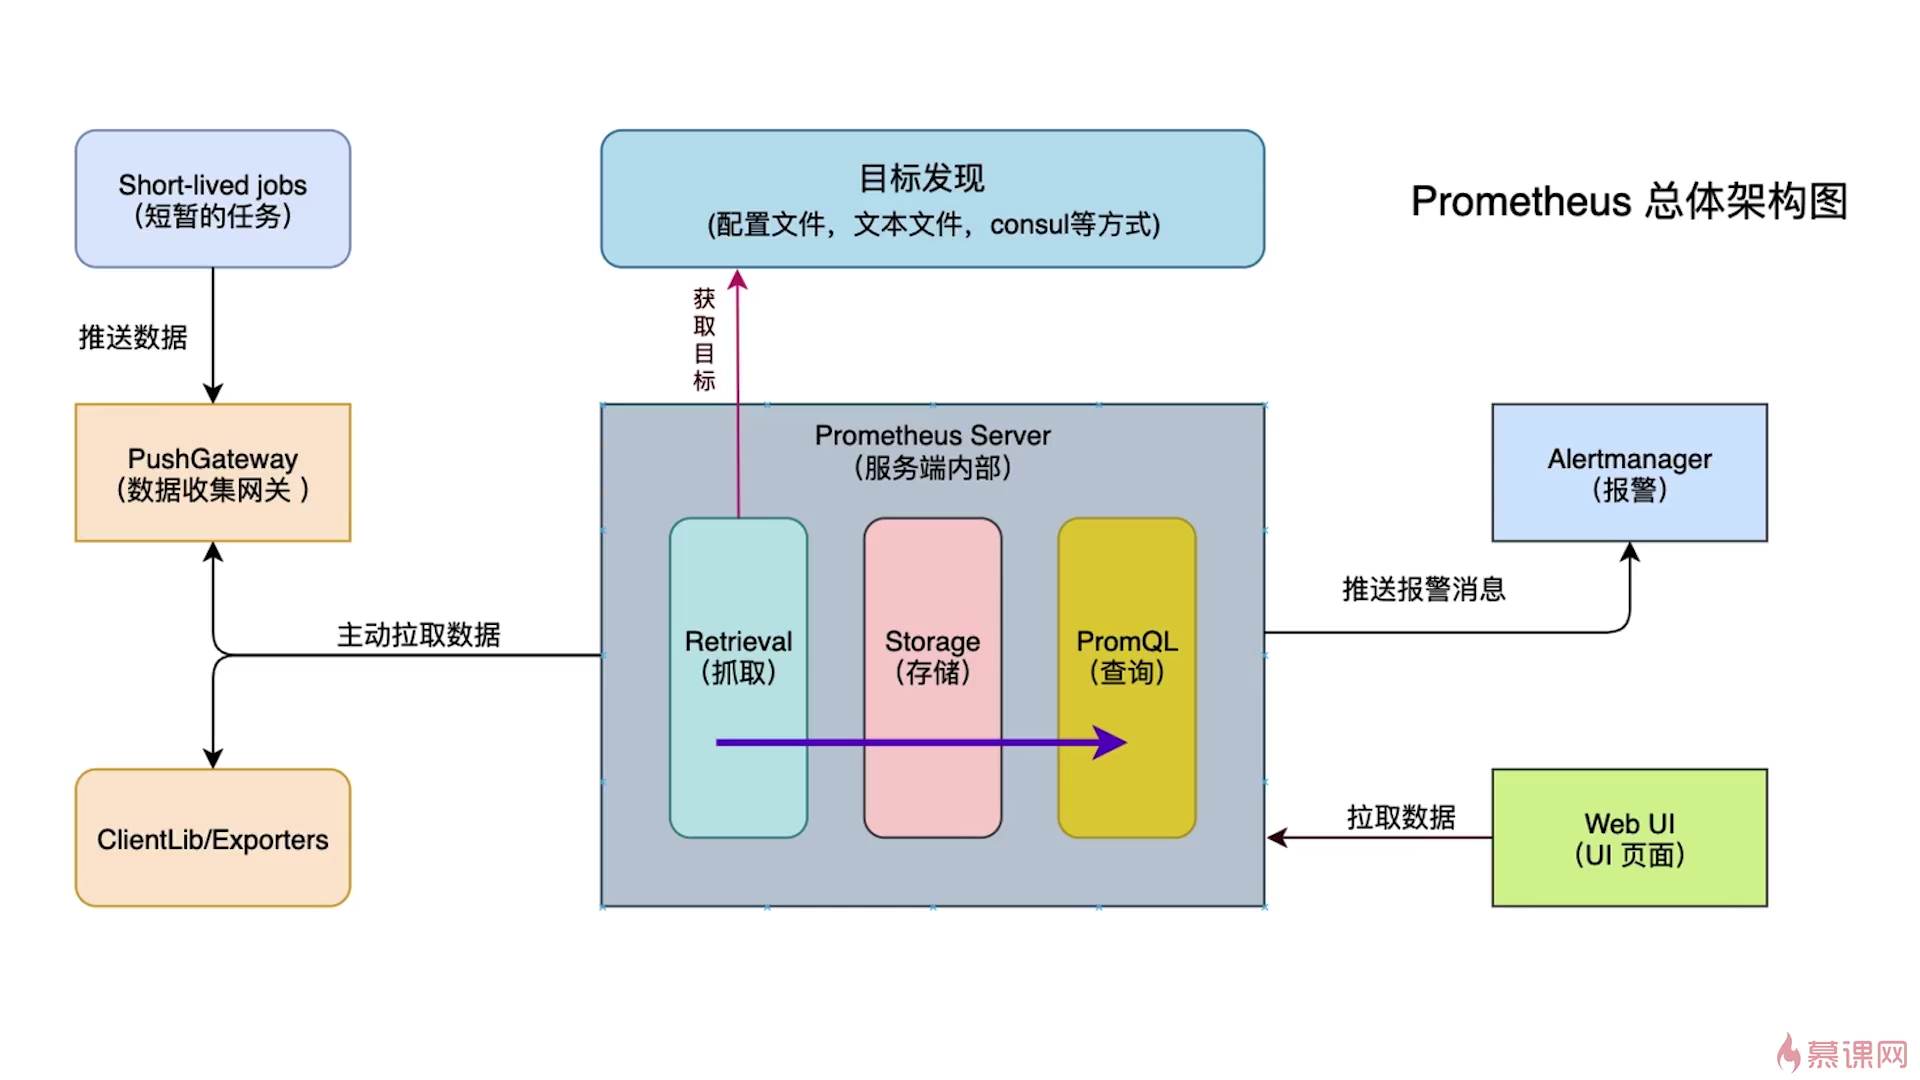 Short-lived jobs
（短暂的任务）
目标发现
(配置文件，文本文件，consul等方式)
Prometheus 总体架构图
推送数据
获
取
目
标
PushGateway
（数据收集网关 ）
Prometheus Server
（服务端内部）
Alertmanager
（报警）
推送报警消息
主动拉取数据
Retrieval
（抓取）
Storage
（存储）
PromQL
（查询）
拉取数据
ClientLib/Exporters
Web UI
（UI 页面）
慕课网